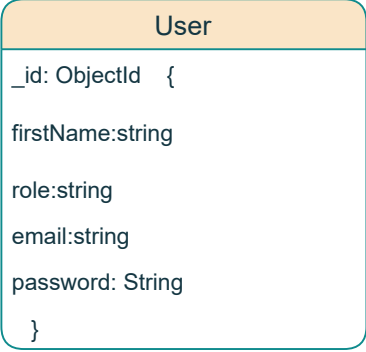 User
_id: ObjectId {
firstName:string
role:string
email:string
password: String
}